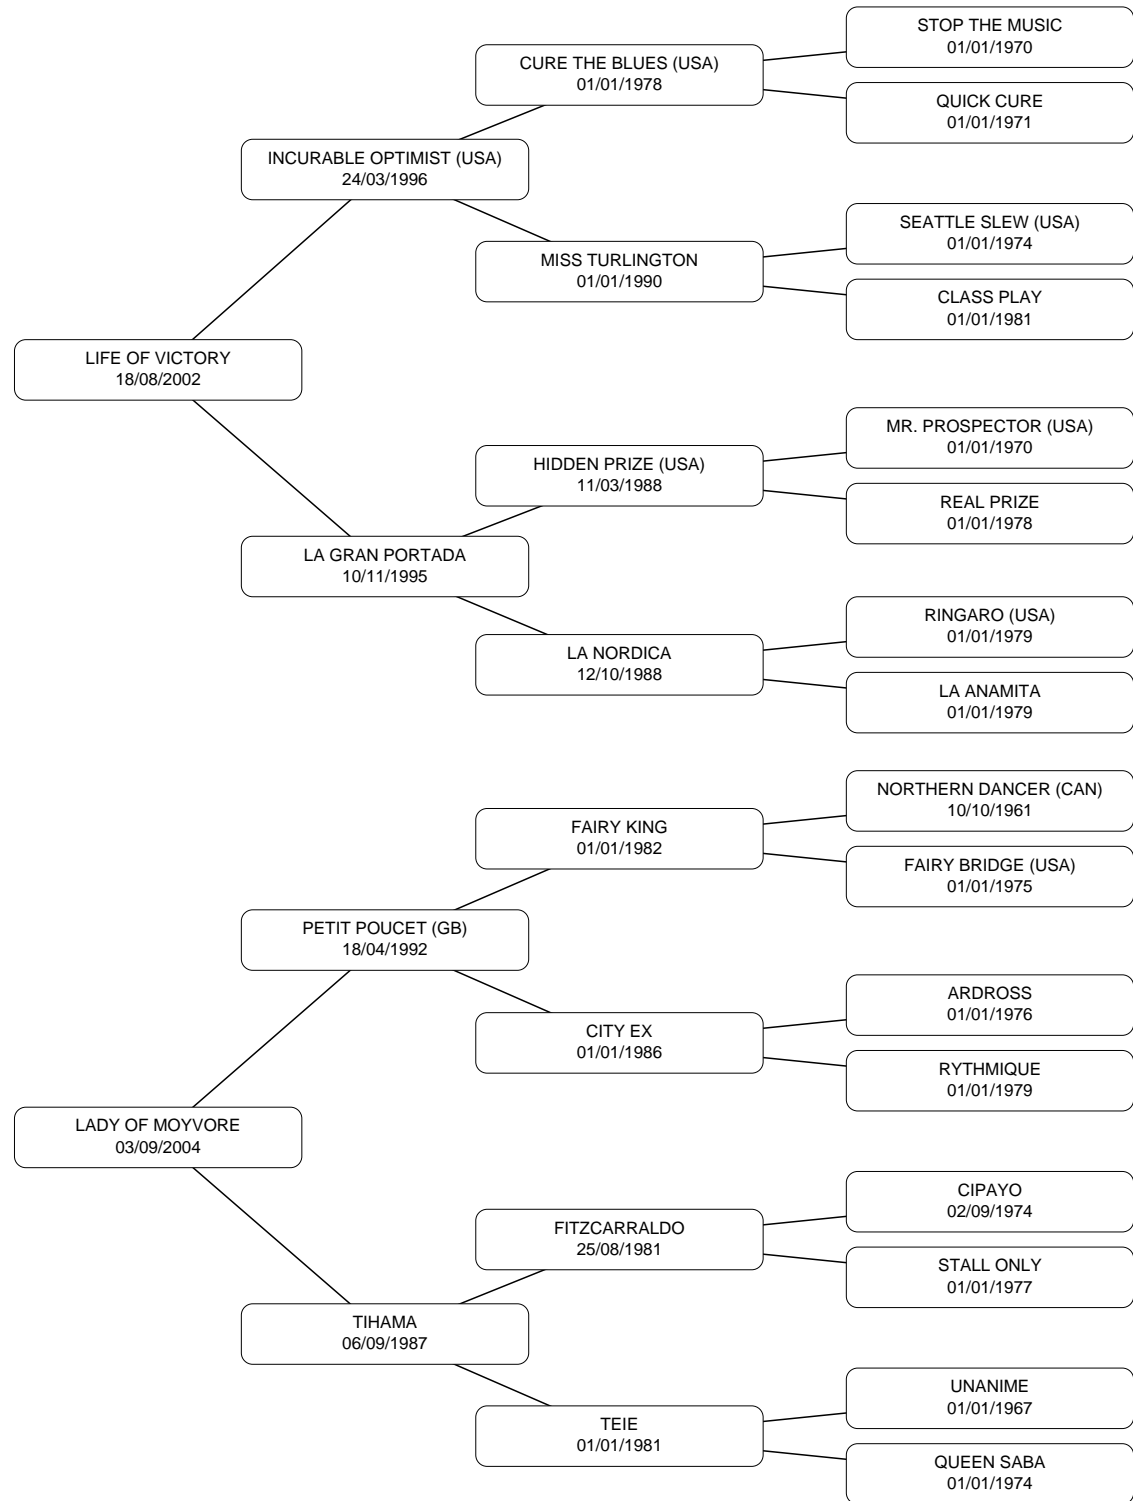 STOP THE MUSIC
01/01/1970
CURE THE BLUES (USA)
01/01/1978
QUICK CURE
01/01/1971
INCURABLE OPTIMIST (USA)
24/03/1996
SEATTLE SLEW (USA)
01/01/1974
MISS TURLINGTON
01/01/1990
CLASS PLAY
01/01/1981
LIFE OF VICTORY
18/08/2002
MR. PROSPECTOR (USA)
01/01/1970
HIDDEN PRIZE (USA)
11/03/1988
REAL PRIZE
01/01/1978
LA GRAN PORTADA
10/11/1995
RINGARO (USA)
01/01/1979
LA NORDICA
12/10/1988
LA ANAMITA
01/01/1979
NORTHERN DANCER (CAN)
10/10/1961
FAIRY KING
01/01/1982
FAIRY BRIDGE (USA)
01/01/1975
PETIT POUCET (GB)
18/04/1992
ARDROSS
01/01/1976
CITY EX
01/01/1986
RYTHMIQUE
01/01/1979
LADY OF MOYVORE
03/09/2004
CIPAYO
02/09/1974
FITZCARRALDO
25/08/1981
STALL ONLY
01/01/1977
TIHAMA
06/09/1987
UNANIME
01/01/1967
TEIE
01/01/1981
QUEEN SABA
01/01/1974